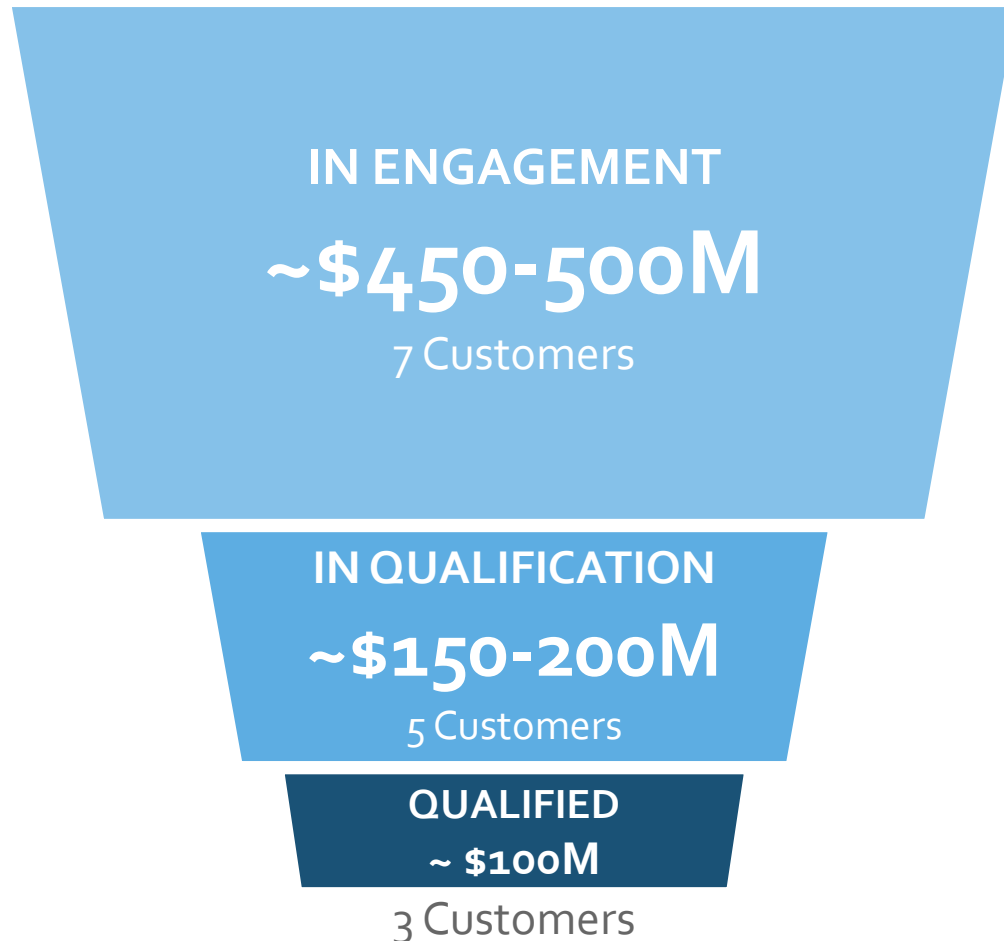 IN ENGAGEMENT
~$450-500M
7 Customers
IN QUALIFICATION
~$150-200M
5 Customers
QUALIFIED
~ $100M
3 Customers